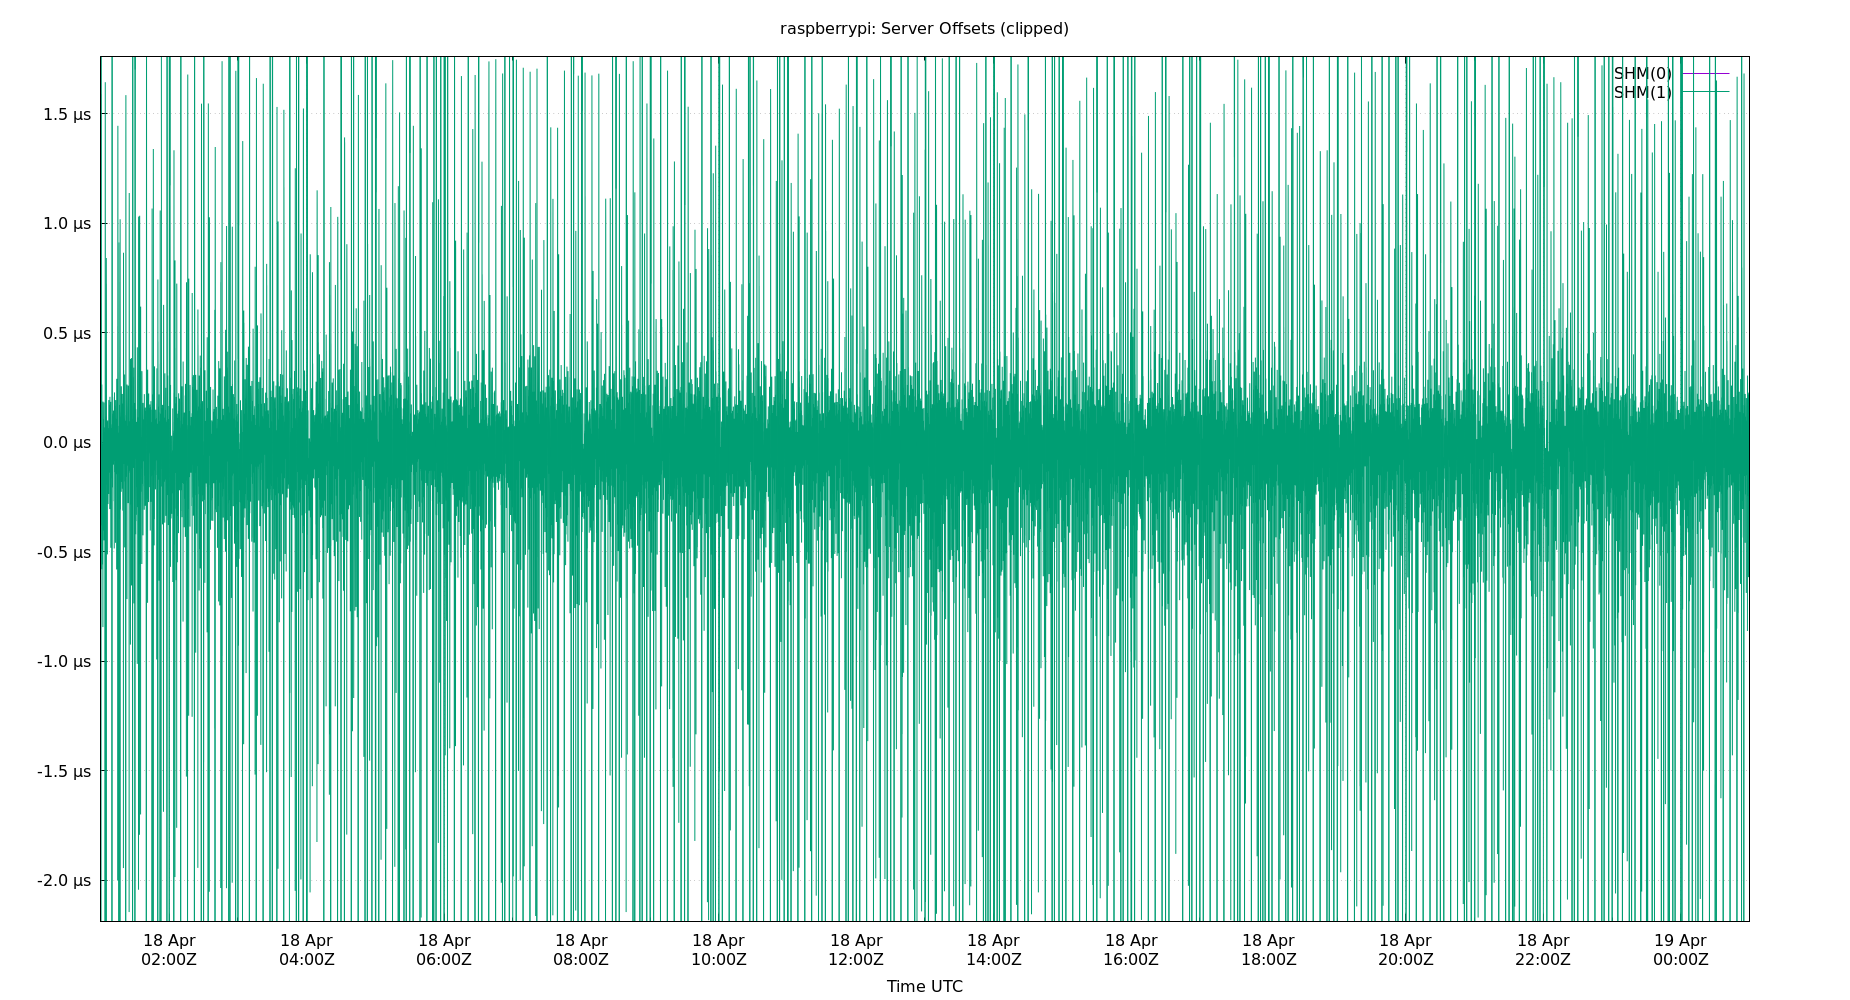 raspberrypi: Server Offsets (clipped)
SHM(0)
SHM(1)
1.5 µs
1.0 µs
0.5 µs
0.0 µs
-0.5 µs
-1.0 µs
-1.5 µs
-2.0 µs
18 Apr 18 Apr 18 Apr 18 Apr 18 Apr 18 Apr 18 Apr 18 Apr 18 Apr 18 Apr 18 Apr 19 Apr
02:00Z 04:00Z 06:00Z 08:00Z 10:00Z 12:00Z 14:00Z 16:00Z 18:00Z 20:00Z 22:00Z 00:00Z
Time UTC